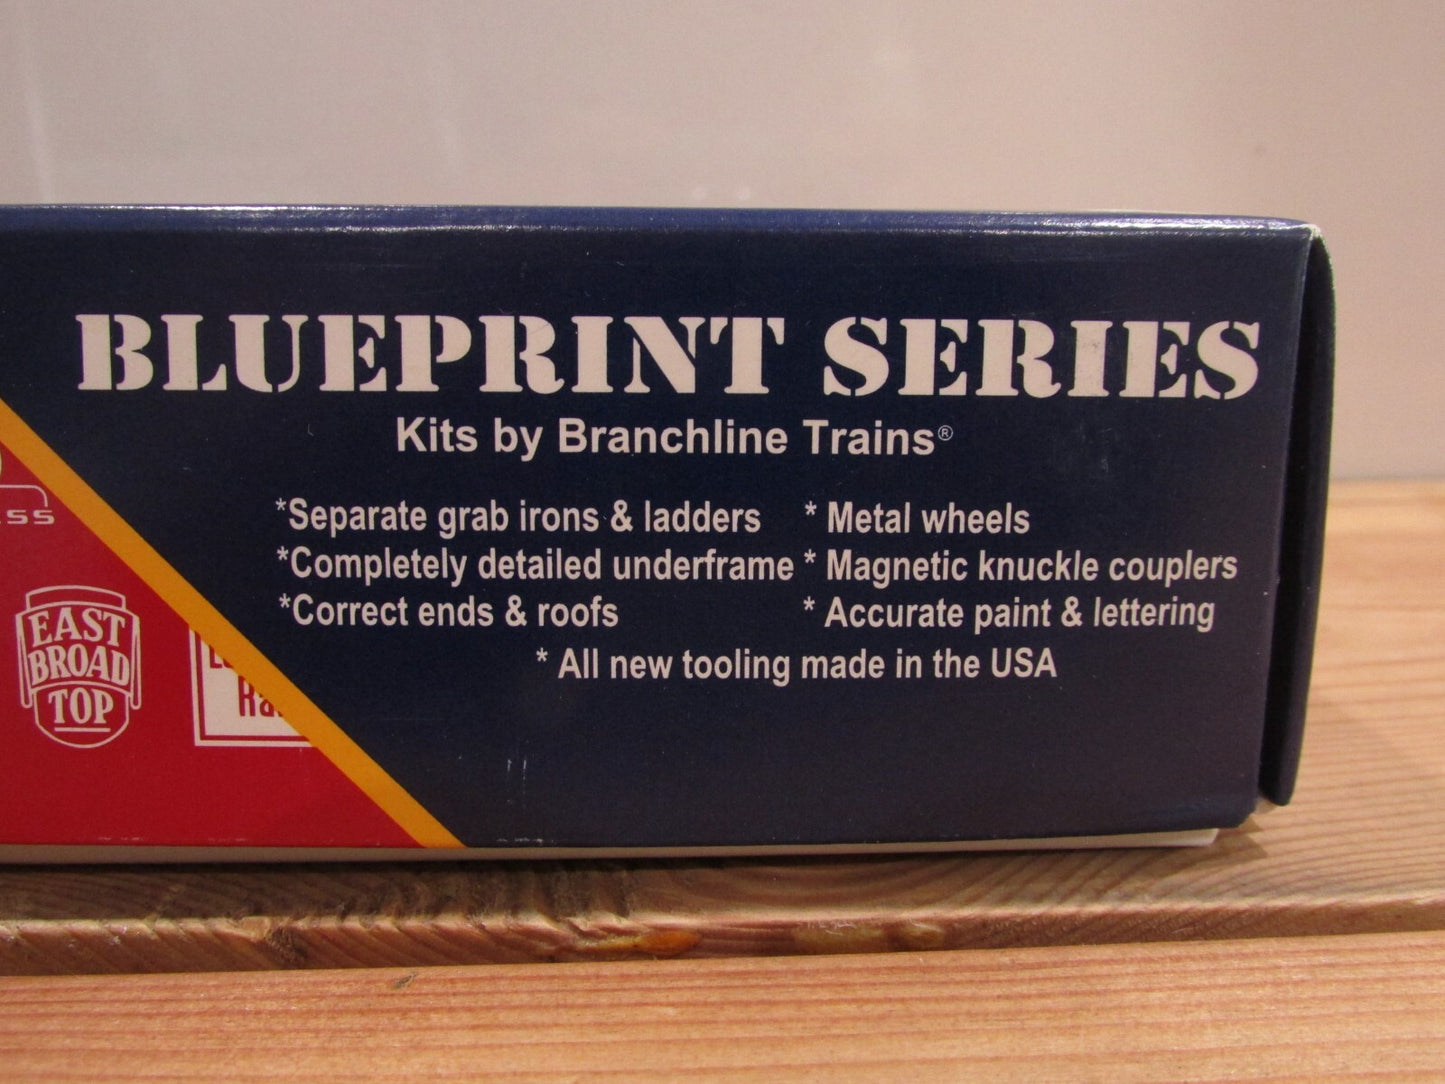 BLUEPRINT SERIES
Kits by Branchline Trains®
*Separate grab irons & ladders
* Metal wheels
*Completely detailed underframe
* Magnetic knuckle couplers
*Correct ends & roofs
* Accurate paint & lettering
* All new tooling made in the USA
EAST
BROAD
TOP